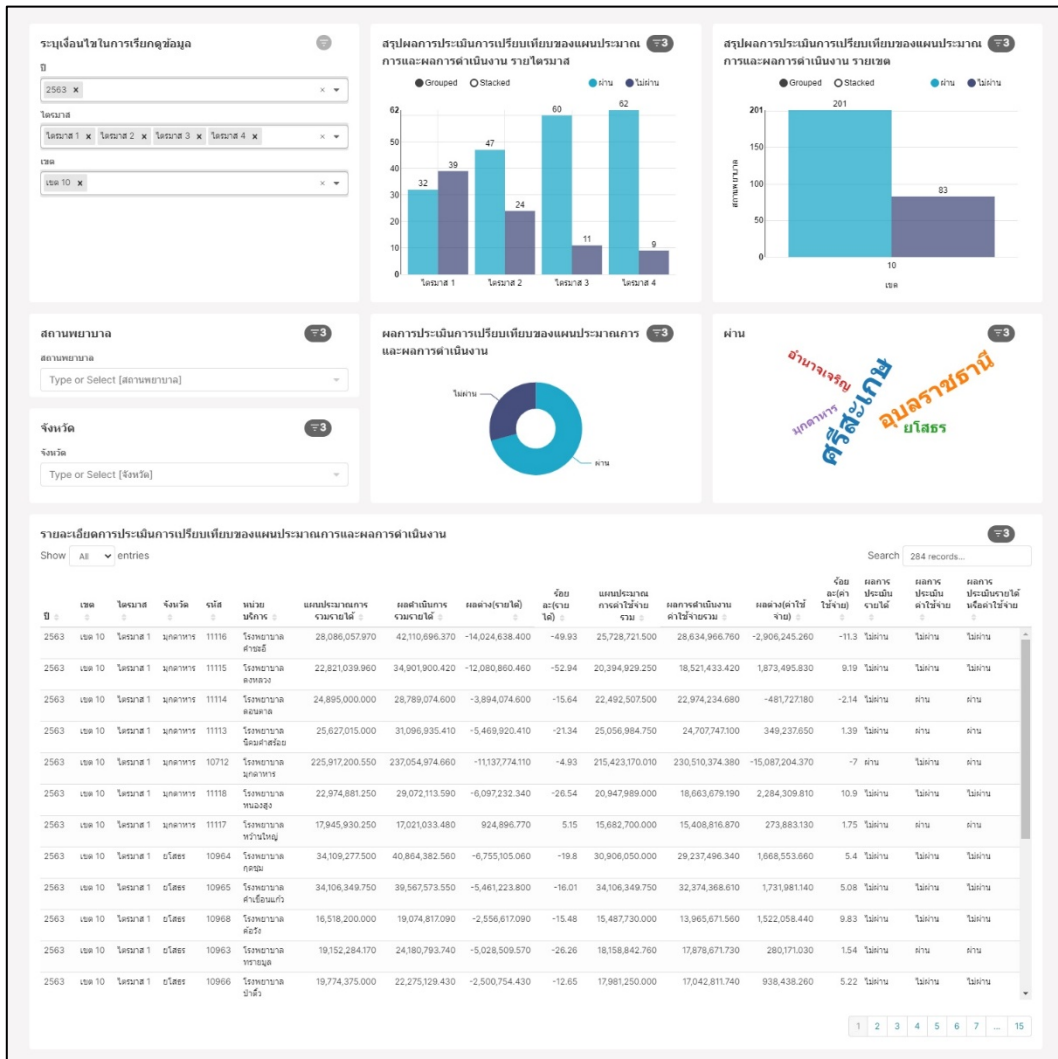 ระบุเงื่อนไขในการเรียกดูข้อมูล
ปี
2563 x
ไตรมาส
ไตรมาส 1 x ไตรมาส 2 x ไตรมาส 3 x ไตรมาส 4 x
เขต
เขต 10 x
สรุปผลการประเมินการเปรียบเทียบของแผนประมาณ
การและผลการดำเนินงาน รายไตรมาส
3
Grouped Stacked ผ่าน ไม่ผ่าน
62
50
40
30
20
10
0
32 39 47 24 60 11 62 9
ไตรมาส 1 ไตรมาส 2 ไตรมาส 3 ไตรมาส 4
สรุปผลการประเมินการเปรียบเทียบของแผนประมาณ
การและผลการดำเนินงาน รายเขต
3
Grouped Stacked ผ่าน ไม่ผ่าน
201
150
100
50
0
สถานพยาบาล
201 83
10
เขต
สถานพยาบาล 3
สถานพยาบาล
Type or Select [สถานพยาบาล]
จังหวัด 3
จังหวัด
Type or Select [จังหวัด]
ผลการประเมินการเปรียบเทียบของแผนประมาณการ 3
และผลการดำเนินงาน
ไม่ผ่าน
ผ่าน
ผ่าน 3
อำนาจเจริญ
มุกดาหาร
ศรีสะเกษ
อุบลราชธานี
ยโสธร
รายละเอียดการประเมินการเปรียบเทียบของแผนประมาณการและผลการดำเนินงาน 3
Show All entries Search 284 records...
ปี เขต ไตรมาส จังหวัด รหัส หน่วยบริการ แผนประมาณการรวมรายได้ ผลดำเนินการรวมรายได้ ผลต่าง(รายได้) ร้อยละ(รายได้) แผนประมาณการค่าใช้จ่ายรวม ผลการดำเนินงานค่าใช้จ่ายรวม ผลต่าง(ค่าใช้จ่าย) ร้อยละ(ค่าใช้จ่าย) ผลการประเมินรายได้ ผลการประเมินค่าใช้จ่าย ผลการประเมินรายได้หรือค่าใช้จ่าย
2563 เขต 10 ไตรมาส 1 มุกดาหาร 11116 โรงพยาบาลคำชะอี 28,086,057.970 42,110,696.370 -14,024,638.400 -49.93 25,728,721.500 28,634,966.760 -2,906,245.260 -11.3 ไม่ผ่าน ไม่ผ่าน ไม่ผ่าน
2563 เขต 10 ไตรมาส 1 มุกดาหาร 11115 โรงพยาบาลดงหลวง 22,821,039.960 34,901,900.420 -12,080,860.460 -52.94 20,394,929.250 18,521,433.420 1,873,495.830 9.19 ไม่ผ่าน ไม่ผ่าน ไม่ผ่าน
2563 เขต 10 ไตรมาส 1 มุกดาหาร 11114 โรงพยาบาลดอนตาล 24,895,000.000 28,789,074.600 -3,894,074.600 -15.64 22,492,507.500 22,974,234.680 -481,727.180 -2.14 ไม่ผ่าน ผ่าน ผ่าน
2563 เขต 10 ไตรมาส 1 มุกดาหาร 11113 โรงพยาบาลนิคมคำสร้อย 25,627,015.000 31,096,935.410 -5,469,920.410 -21.34 25,056,984.750 24,707,747.100 349,237.650 1.39 ไม่ผ่าน ผ่าน ผ่าน
2563 เขต 10 ไตรมาส 1 มุกดาหาร 10712 โรงพยาบาลมุกดาหาร 225,917,200.550 237,054,974.660 -11,137,774.110 -4.93 215,423,170.010 230,510,374.380 -15,087,204.370 -7 ผ่าน ไม่ผ่าน ผ่าน
2563 เขต 10 ไตรมาส 1 มุกดาหาร 11118 โรงพยาบาลหนองสูง 22,974,881.250 29,072,113.590 -6,097,232.340 -26.54 20,947,989.000 18,663,679.190 2,284,309.810 10.9 ไม่ผ่าน ไม่ผ่าน ไม่ผ่าน
2563 เขต 10 ไตรมาส 1 มุกดาหาร 11117 โรงพยาบาลหว้านใหญ่ 17,945,930.250 17,021,033.480 924,896.770 5.15 15,682,700.000 15,408,816.870 273,883.130 1.75 ไม่ผ่าน ผ่าน ผ่าน
2563 เขต 10 ไตรมาส 1 ยโสธร 10964 โรงพยาบาลกุดชุม 34,109,277.500 40,864,382.560 -6,755,105.060 -19.8 30,906,050.000 29,237,496.340 1,668,553.660 5.4 ไม่ผ่าน ไม่ผ่าน ไม่ผ่าน
2563 เขต 10 ไตรมาส 1 ยโสธร 10965 โรงพยาบาลคำเขื่อนแก้ว 34,106,349.750 39,567,573.550 -5,461,223.800 -16.01 34,106,349.750 32,374,368.610 1,731,981.140 5.08 ไม่ผ่าน ไม่ผ่าน ไม่ผ่าน
2563 เขต 10 ไตรมาส 1 ยโสธร 10968 โรงพยาบาลค้อวัง 16,518,200.000 19,074,817.090 -2,556,617.090 -15.48 15,487,730.000 13,965,671.560 1,522,058.440 9.83 ไม่ผ่าน ไม่ผ่าน ไม่ผ่าน
2563 เขต 10 ไตรมาส 1 ยโสธร 10963 โรงพยาบาลทรายมูล 19,152,284.170 24,180,793.740 -5,028,509.570 -26.26 18,158,842.760 17,878,671.730 280,171.030 1.54 ไม่ผ่าน ผ่าน ผ่าน
2563 เขต 10 ไตรมาส 1 ยโสธร 10966 โรงพยาบาลป่าติ้ว 19,774,375.000 22,275,129.430 -2,500,754.430 -12.65 17,981,250.000 17,042,811.740 938,438.260 5.22 ไม่ผ่าน ไม่ผ่าน ไม่ผ่าน
1 2 3 4 5 6 7 ... 15